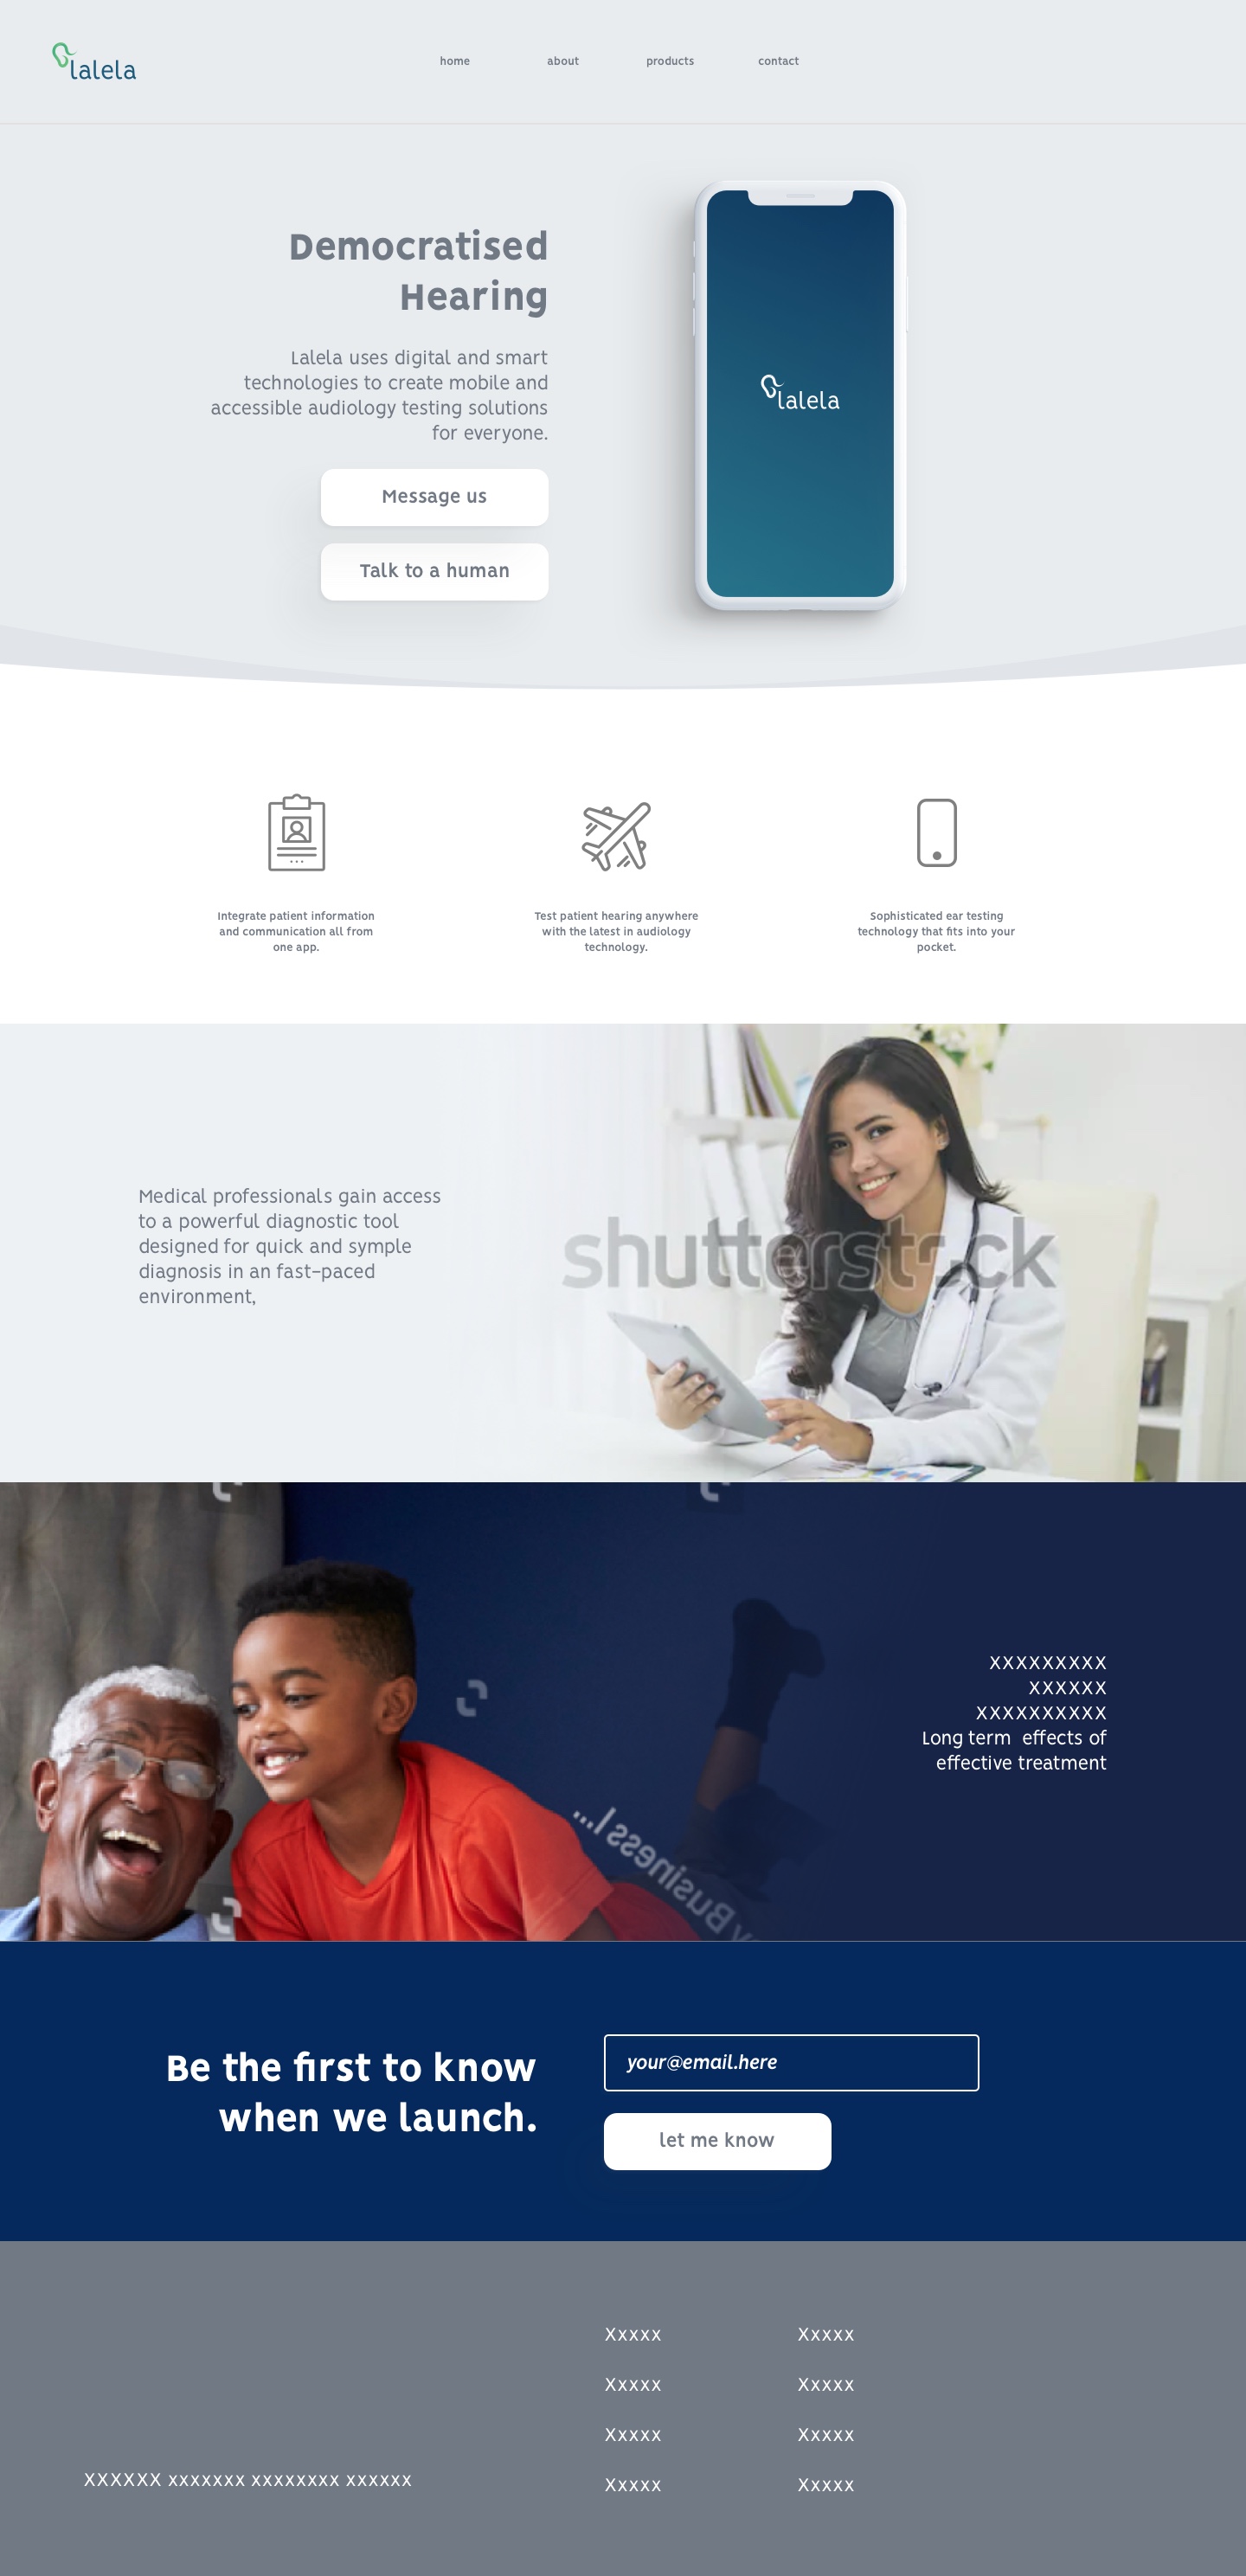 lalela
home about products contact
Democratised
Hearing
Lalela uses digital and smart
technologies to create mobile and
accessible audiology testing solutions
for everyone.
Message us
Talk to a human
lalela
Integrate patient information
and communication all from
one app.
Test patient hearing anywhere
with the latest in audiology
technology.
Sophisticated ear testing
technology that fits into your
pocket.
Medical professionals gain access
to a powerful diagnostic tool
designed for quick and symple
diagnosis in an fast-paced
environment,
shutterstock
XXXXXXXXX
XXXXXX
XXXXXXXXXX
Long term effects of
effective treatment
y Business!...
Be the first to know
when we launch.
your@email.here
let me know
Xxxxx Xxxxx
Xxxxx Xxxxx
Xxxxx Xxxxx
XXXXXX xxxxxxx xxxxxxxx xxxxxx
Xxxxx Xxxxx